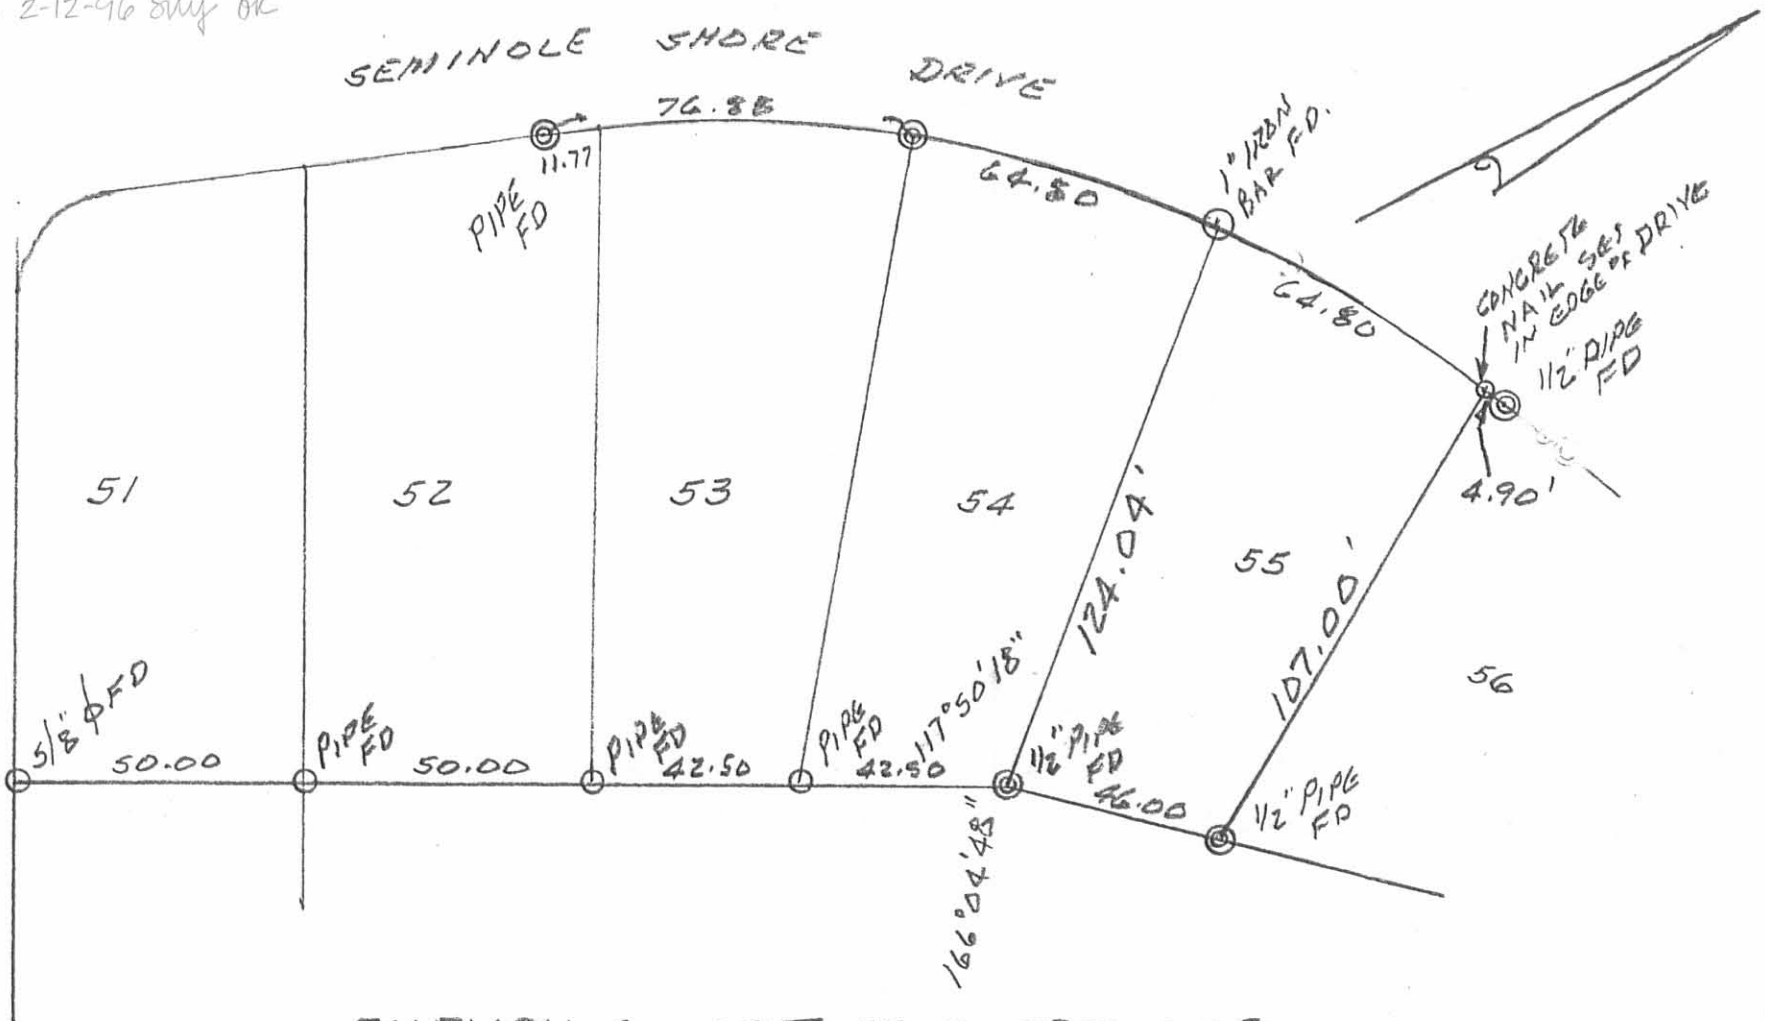 2-12-96
OK
SEMINOLE SHORE DRIVE
76.88
11.77
PIPE
FD
64.80
1" IRON
BAR FD.
64.80
CONCRETE
NAIL SET
IN EDGE OF DRIVE
1/2" PIPE
FD
4.90'
51
52
53
54
55
56
124.04'
107.00'
5/8" ϕ FD
50.00
PIPE
FD
50.00
PIPE
FD
42.50
PIPE
FD
42.50
117°50'18"
1/2" PIPE
FD
46.00
1/2" PIPE
FD
166°04'48"